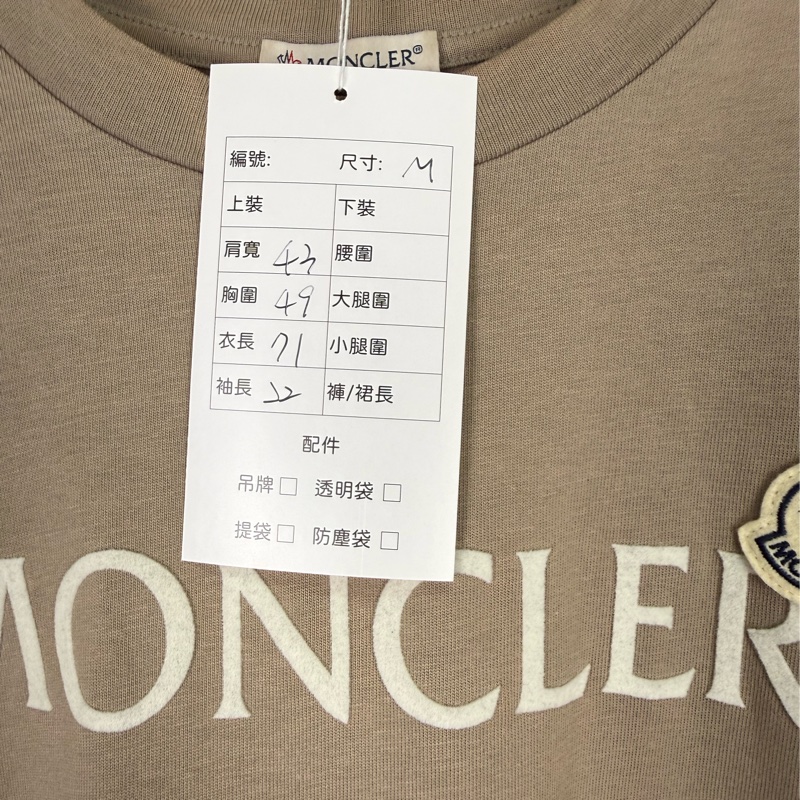 MONCLER®
編號: 尺寸: M
上裝 下裝
肩寬 43 腰圍
胸圍 49 大腿圍
衣長 71 小腿圍
袖長 22 褲/裙長
配件
吊牌□ 透明袋□
提袋□ 防塵袋□
MONCLER
MO